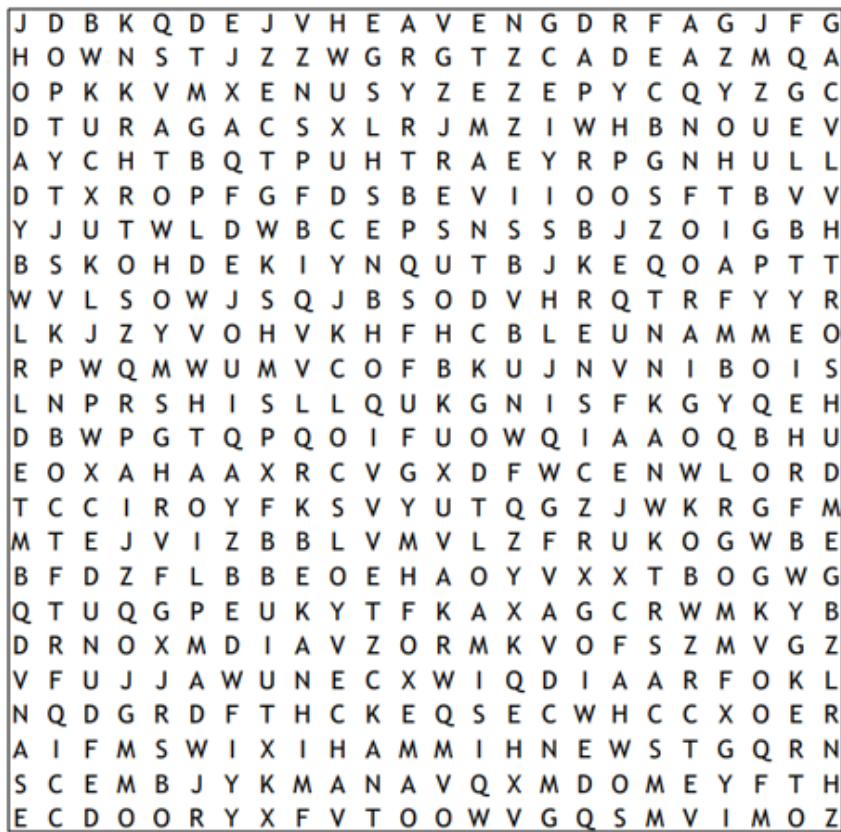 J D B K Q D E J V H E A V E N G D R F A G J F G
H O W N S T J Z Z W G R G T Z C A D E A Z M Q A
O P K K V M X E N U S Y Z E Z E P Y C Q Y Z G C
D T U R A G A C S X L R J M Z I W H B N O U E V
A Y C H T B Q T P U H T R A E Y R P G N H U L L
D T X R O P F G F D S B E V I I O O S F T B V V
Y J U T W L D W B C E P S N S S B J Z O I G B H
B S K O H D E K I Y N Q U T B J K E Q O A P T T
W V L S O W J S Q J B S O D V H R Q T R F Y Y R
L K J Z Y V O H V K H F H C B L E U N A M M E O
R P W Q M W U M V C O F B K U J N V N I B O I S
L N P R S H I S L L Q U K G N I S F K G Y Q E H
D B W P G T Q P Q O I F U O W Q I A A O Q B H U
E O X A H A A X R C V G X D F W C E N W L O R D
T C C I R O Y F K S V Y U T Q G Z J W K R G F M
M T E J V I Z B B L V M V L Z F R U K O G W B E
B F D Z F L B B E O E H A O Y V X X T B O G W G
Q T U Q G P E U K Y T F K A X A G C R W M K Y B
D R N O X M D I A V Z O R M K V O F S Z M V G Z
V F U J J A W U N E C X W I Q D I A A R F O K L
N Q D G R D F T H C K E Q S E C W H C C X O E R
A I F M S W I X I H A M M I H N E W S T G Q R N
S C E M B J Y K M A N A V Q X M D O M E Y F T H
E C D O O R Y X F V T O O W V G Q S M V I M O Z